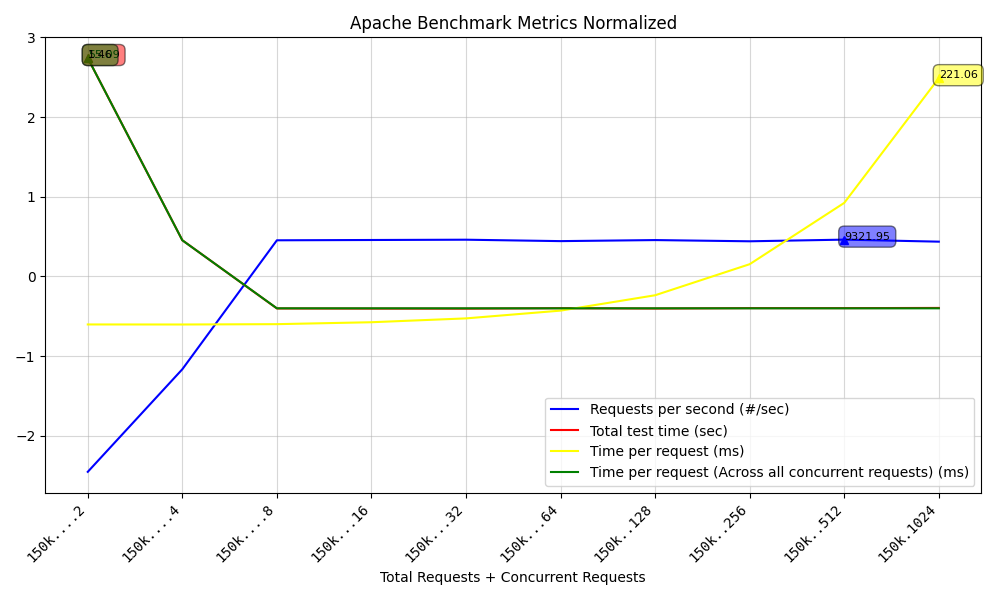 Apache Benchmark Metrics Normalized
3
2
1
0
−1
−2
221.06
9321.95
Requests per second (#/sec)
Total test time (sec)
Time per request (ms)
Time per request (Across all concurrent requests) (ms)
150k....2
150k....4
150k....8
150k...16
150k...32
150k...64
150k..128
150k..256
150k..512
150k.1024
Total Requests + Concurrent Requests